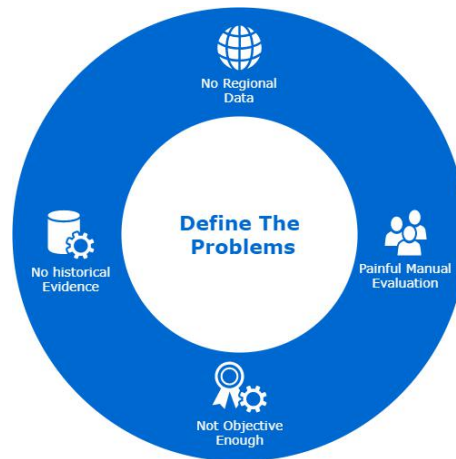 No Regional
Data
Define The
Problems
No historical
Evidence
Painful Manual
Evaluation
Not Objective
Enough